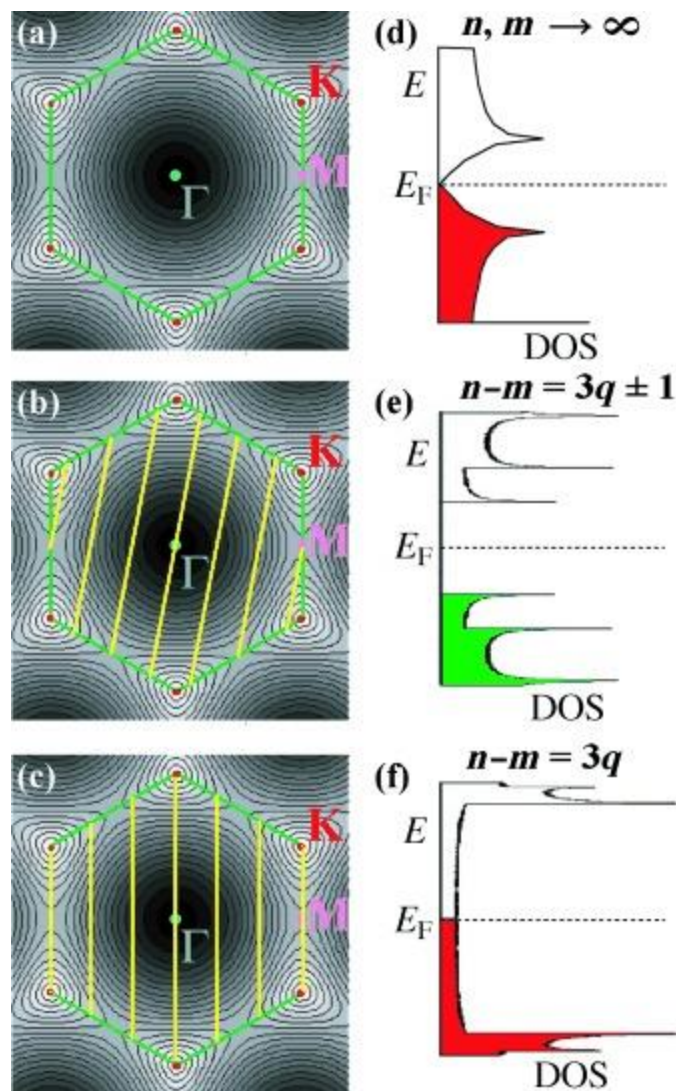 (a)
K
M
Γ
(d)
n, m → ∞
E
E_F
DOS
(b)
K
M
Γ
(e)
n–m = 3q ± 1
E
E_F
DOS
(c)
K
M
Γ
(f)
n–m = 3q
E
E_F
DOS